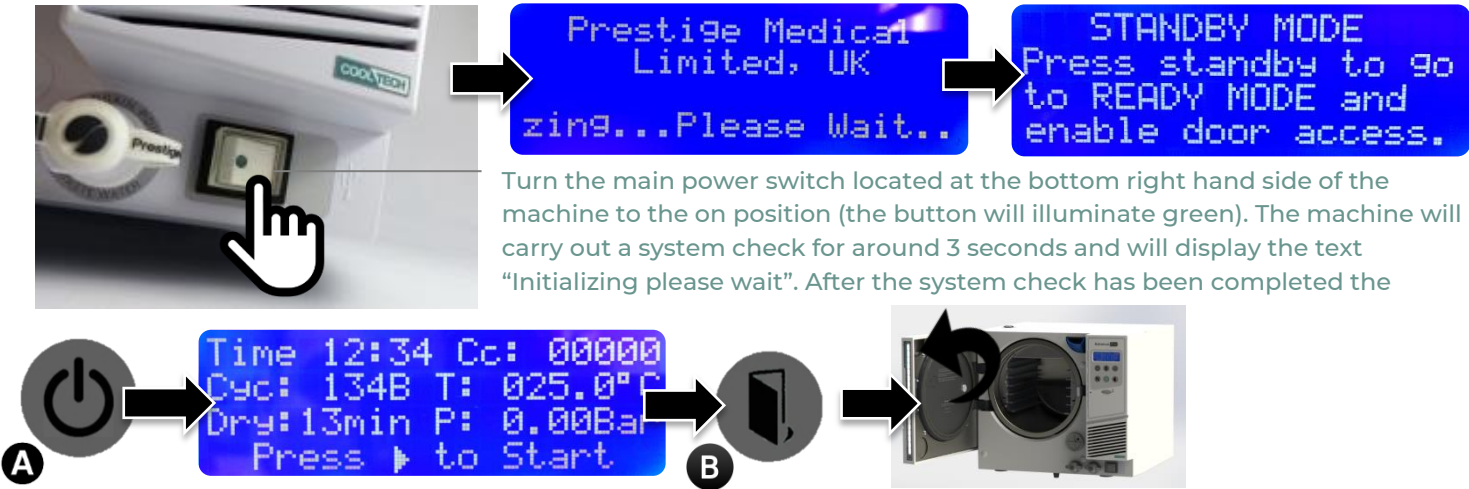 COOLTECH
Prestige
Prestige Medical
Limited, UK
zing...Please Wait..
STANDBY MODE
Press standby to go
to READY MODE and
enable door access.
Turn the main power switch located at the bottom right hand side of the
machine to the on position (the button will illuminate green). The machine will
carry out a system check for around 3 seconds and will display the text
“Initializing please wait”. After the system check has been completed the
A
Time 12:34 Cc: 00000
Cyc: 134B T: 025.0°C
Dry:13min P: 0.00Bar
Press to Start
B